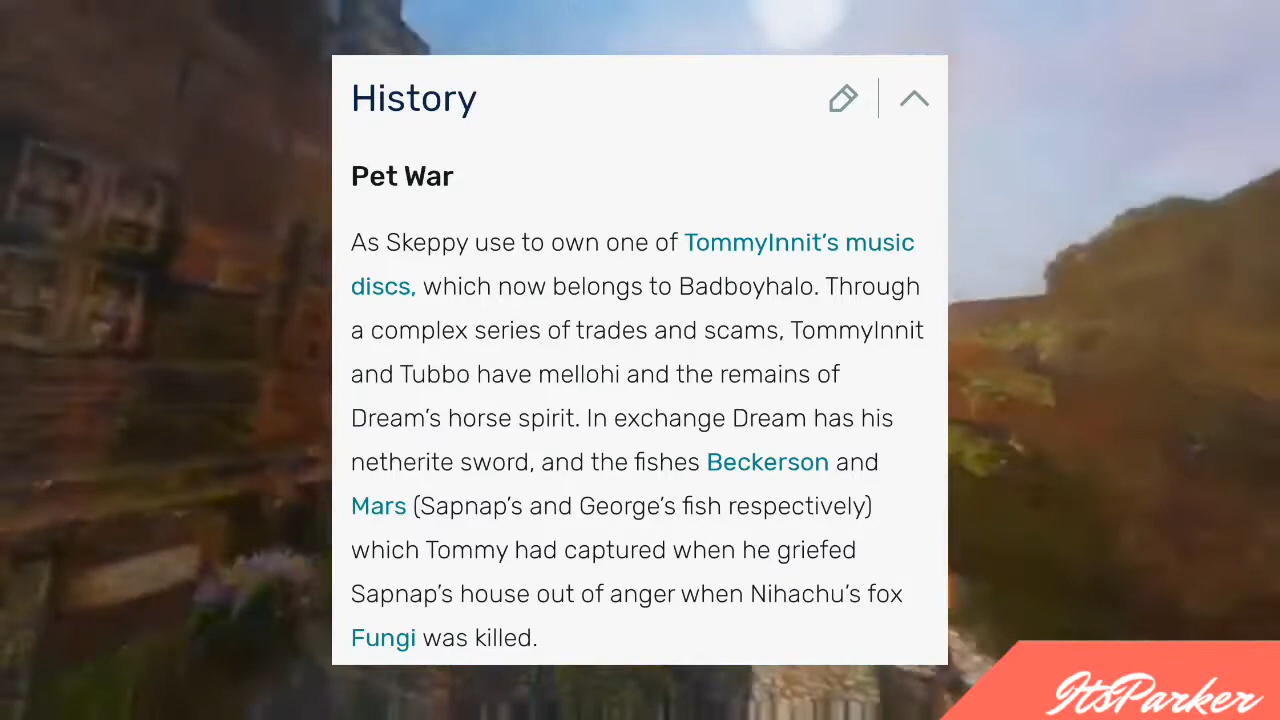 History
Pet War
As Skeppy use to own one of TommyInnit's music
discs, which now belongs to Badboyhalo. Through
a complex series of trades and scams, TommyInnit
and Tubbo have mellohi and the remains of
Dream's horse spirit. In exchange Dream has his
netherite sword, and the fishes Beckerson and
Mars (Sapnap's and George's fish respectively)
which Tommy had captured when he griefed
Sapnap's house out of anger when Nihachu's fox
Fungi was killed.
ItsParker